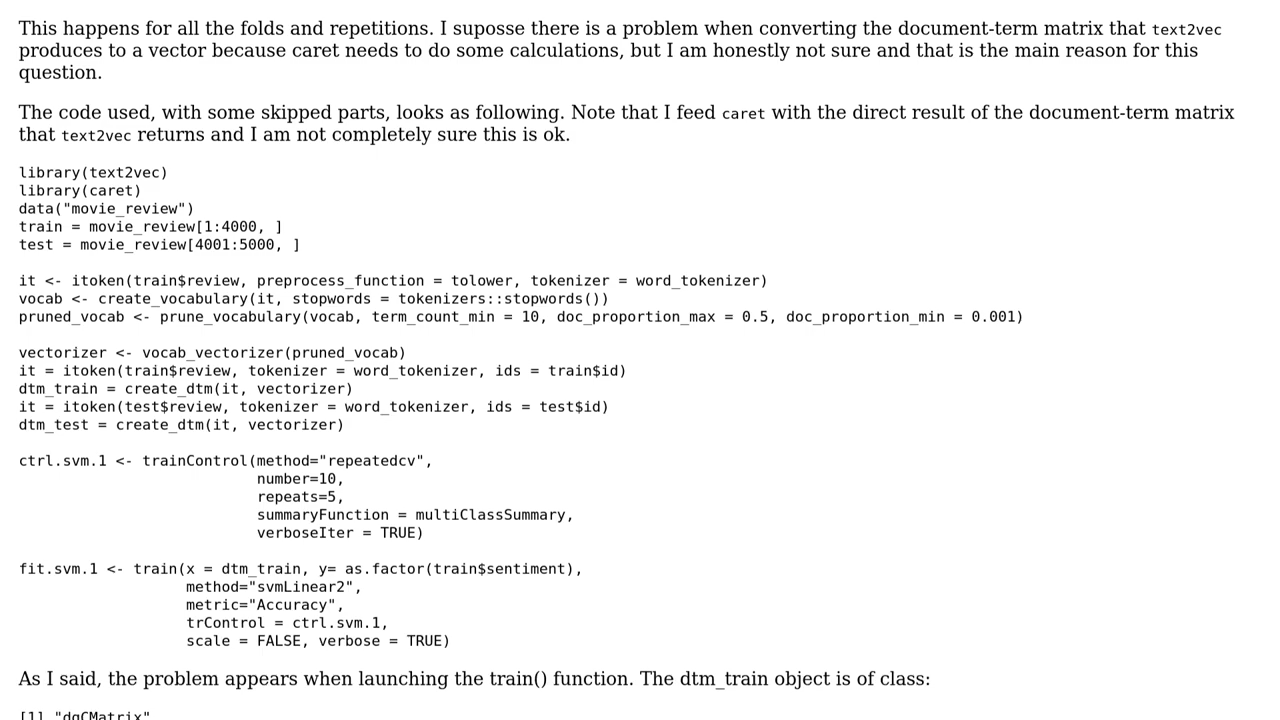 This happens for all the folds and repetitions. I suposse there is a problem when converting the document-term matrix that text2vec
produces to a vector because caret needs to do some calculations, but I am honestly not sure and that is the main reason for this
question.
The code used, with some skipped parts, looks as following. Note that I feed caret with the direct result of the document-term matrix
that text2vec returns and I am not completely sure this is ok.
library(text2vec)
library(caret)
data("movie_review")
train = movie_review[1:4000, ]
test = movie_review[4001:5000, ]
it <- itoken(train$review, preprocess_function = tolower, tokenizer = word_tokenizer)
vocab <- create_vocabulary(it, stopwords = tokenizers::stopwords())
pruned_vocab <- prune_vocabulary(vocab, term_count_min = 10, doc_proportion_max = 0.5, doc_proportion_min = 0.001)
vectorizer <- vocab_vectorizer(pruned_vocab)
it = itoken(train$review, tokenizer = word_tokenizer, ids = train$id)
dtm_train = create_dtm(it, vectorizer)
it = itoken(test$review, tokenizer = word_tokenizer, ids = test$id)
dtm_test = create_dtm(it, vectorizer)
ctrl.svm.1 <- trainControl(method="repeatedcv",
number=10,
repeats=5,
summaryFunction = multiClassSummary,
verboseIter = TRUE)
fit.svm.1 <- train(x = dtm_train, y= as.factor(train$sentiment),
method="svmLinear2",
metric="Accuracy",
trControl = ctrl.svm.1,
scale = FALSE, verbose = TRUE)
As I said, the problem appears when launching the train() function. The dtm_train object is of class:
[1] "dgCMatrix"